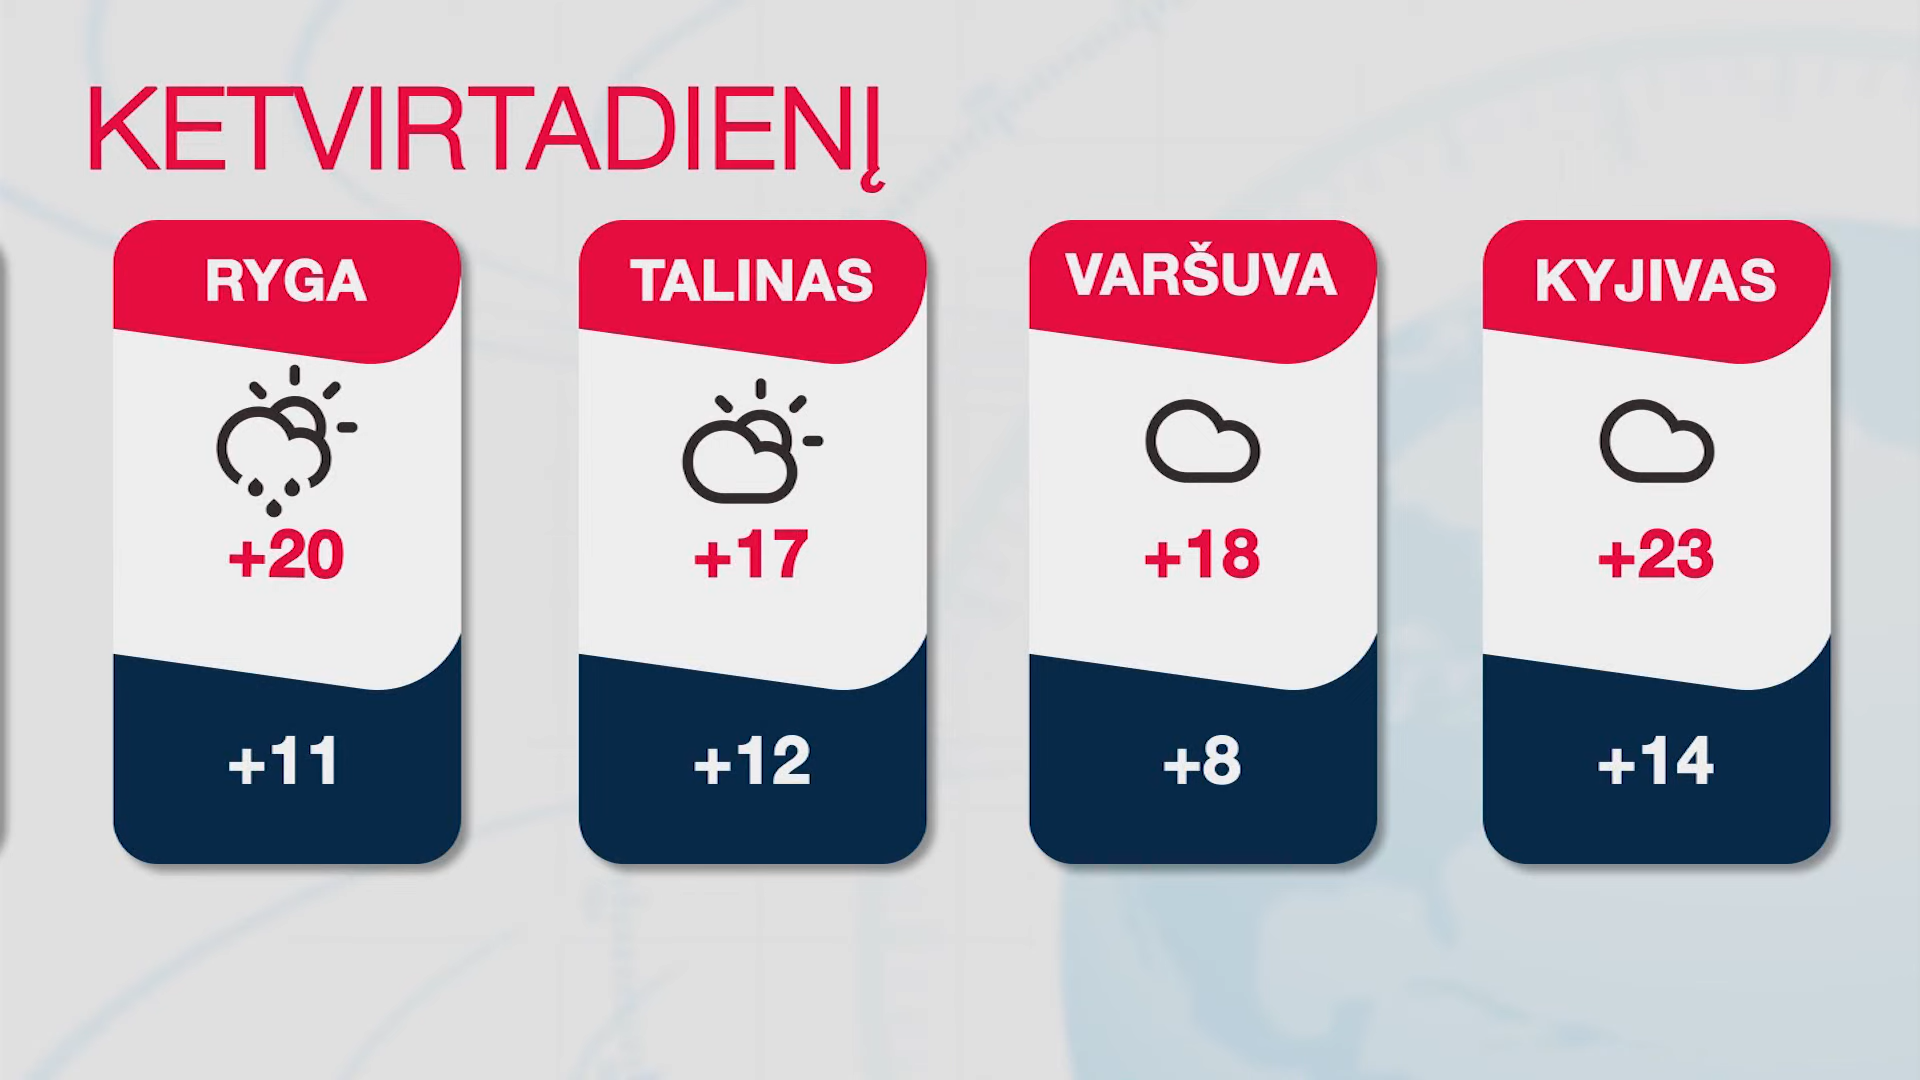 KETVIRTADIENĮ
RYGA
+20
+11
TALINAS
+17
+12
VARŠUVA
+18
+8
KYJIVAS
+23
+14